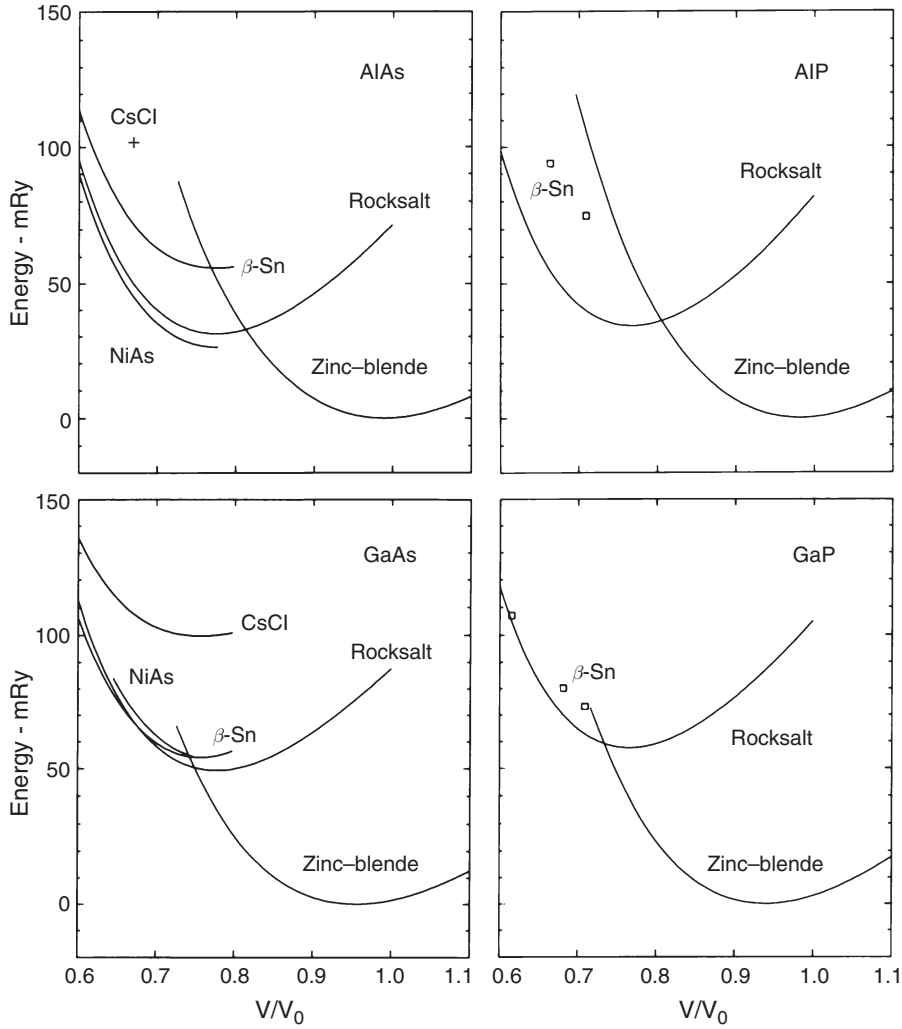 150
100
50
0
Energy - mRy
AlAs
CsCl
Rocksalt
β-Sn
NiAs
Zinc–blende
AlP
Rocksalt
β-Sn
Zinc–blende
150
100
50
0
Energy - mRy
GaAs
CsCl
Rocksalt
NiAs
β-Sn
Zinc–blende
0.6 0.7 0.8 0.9 1.0 1.1
V/V₀
GaP
β-Sn
Rocksalt
Zinc–blende
0.6 0.7 0.8 0.9 1.0 1.1
V/V₀